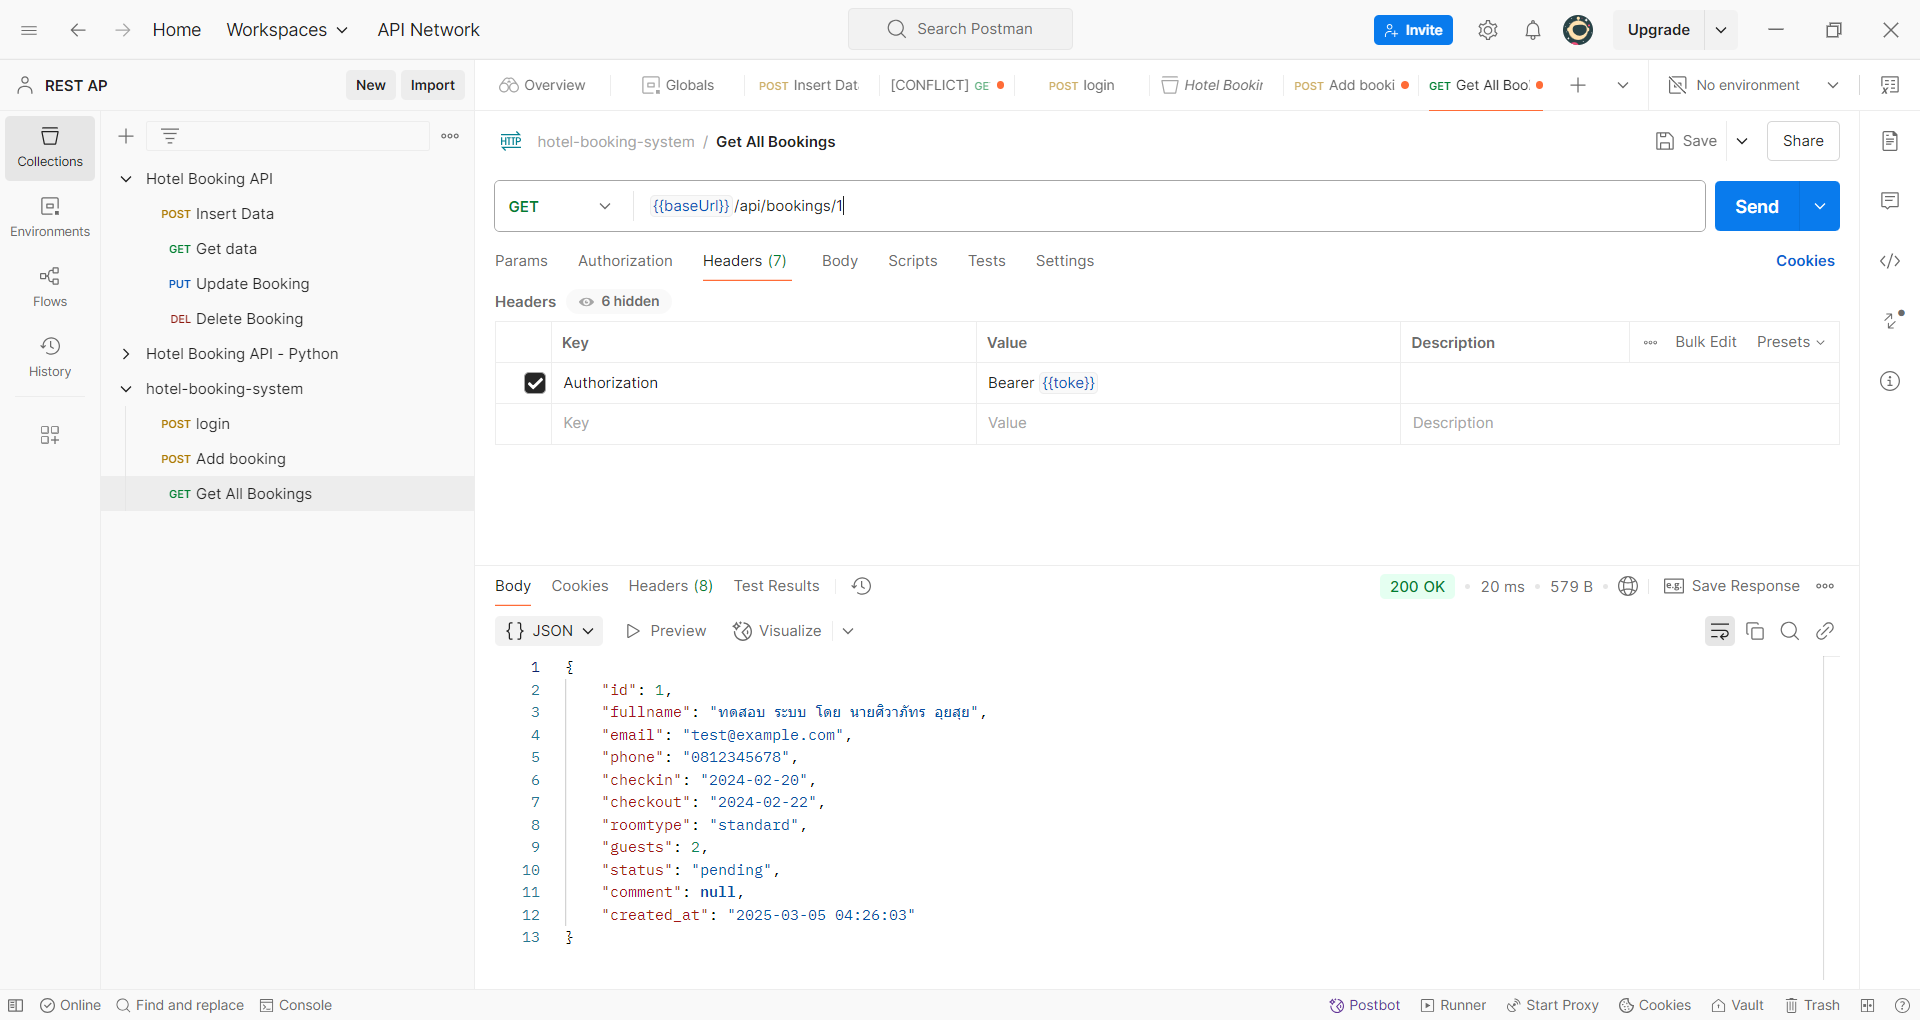 Home
Workspaces
API Network
Search Postman
Invite
Upgrade
REST AP
New
Import
Overview
Globals
POST Insert Dat
[CONFLICT] GE
POST login
Hotel Bookir
POST Add booki
GET Get All Boo
No environment
Collections
Environments
Flows
History
Hotel Booking API
POST Insert Data
GET Get data
PUT Update Booking
DEL Delete Booking
Hotel Booking API - Python
hotel-booking-system
POST login
POST Add booking
GET Get All Bookings
HTTP hotel-booking-system / Get All Bookings
Save
Share
GET
{{baseUrl}}/api/bookings/1
Send
Params
Authorization
Headers (7)
Body
Scripts
Tests
Settings
Cookies
Headers
6 hidden
Key
Value
Description
Bulk Edit
Presets
Authorization
Bearer {{toke}}
Key
Value
Description
Body
Cookies
Headers (8)
Test Results
200 OK
20 ms
579 B
e.g. Save Response
{} JSON
Preview
Visualize
1 {
2 "id": 1,
3 "fullname": "ทดสอบ ระบบ โดย นายศิวาภัทร อุยสุย",
4 "email": "test@example.com",
5 "phone": "0812345678",
6 "checkin": "2024-02-20",
7 "checkout": "2024-02-22",
8 "roomtype": "standard",
9 "guests": 2,
10 "status": "pending",
11 "comment": null,
12 "created_at": "2025-03-05 04:26:03"
13 }
Online
Find and replace
Console
Postbot
Runner
Start Proxy
Cookies
Vault
Trash